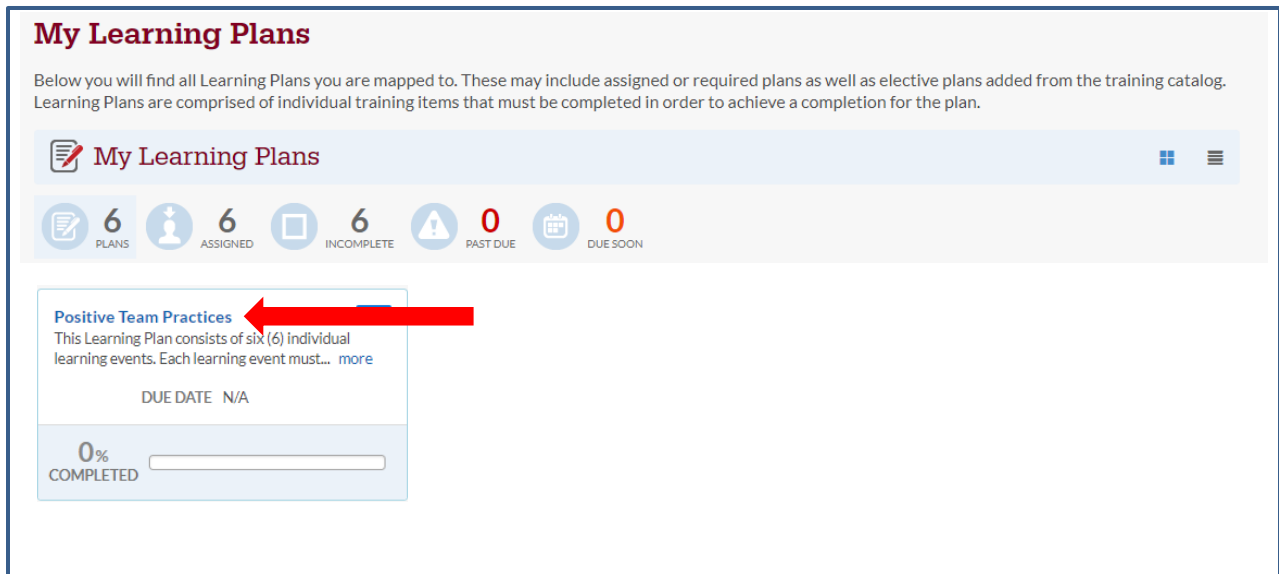 My Learning Plans
Below you will find all Learning Plans you are mapped to. These may include assigned or required plans as well as elective plans added from the training catalog.
Learning Plans are comprised of individual training items that must be completed in order to achieve a completion for the plan.
My Learning Plans
6 PLANS 6 ASSIGNED 6 INCOMPLETE 0 PAST DUE 0 DUE SOON
Positive Team Practices
This Learning Plan consists of six (6) individual
learning events. Each learning event must... more
DUE DATE N/A
0%
COMPLETED